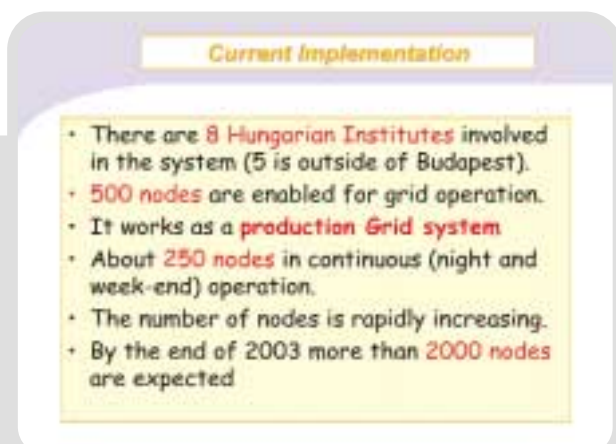 Current Implementation
• There are 8 Hungarian Institutes involved
in the system (5 is outside of Budapest).
• 500 nodes are enabled for grid operation.
• It works as a production Grid system
• About 250 nodes in continuous (night and
week-end) operation.
• The number of nodes is rapidly increasing.
• By the end of 2003 more than 2000 nodes
are expected